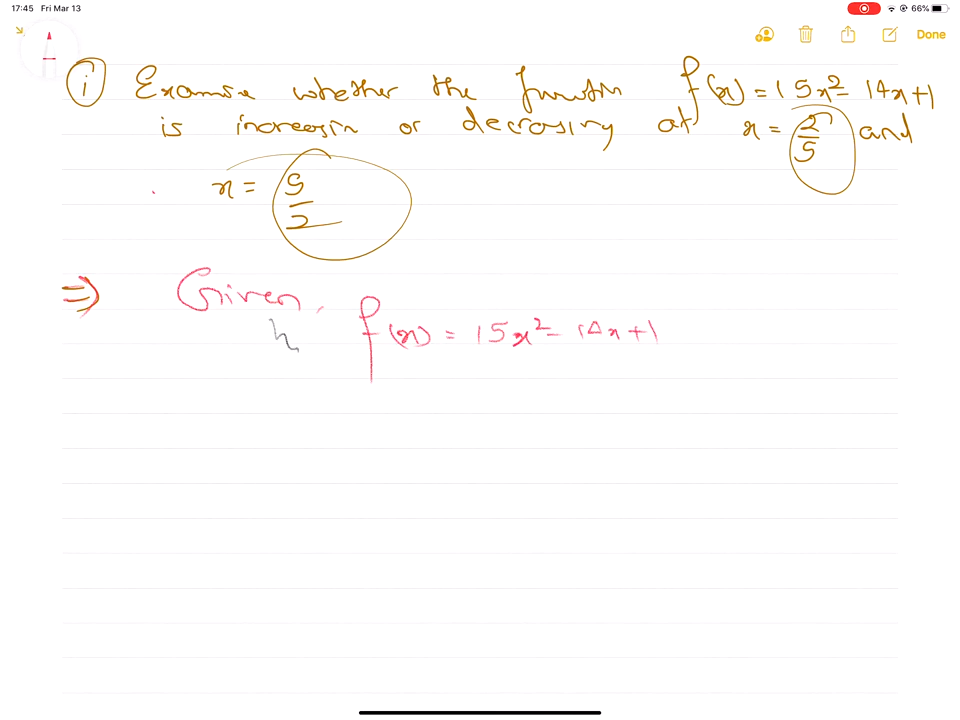 17:45 Fri Mar 13 66%
Done
i Examine whether the function f(x) = 15x² - 14x + 1
is increasin or decreasing at x = 2/5 and
x = 5/2
⇒ Given, f(x) = 15x² - 14x + 1
h